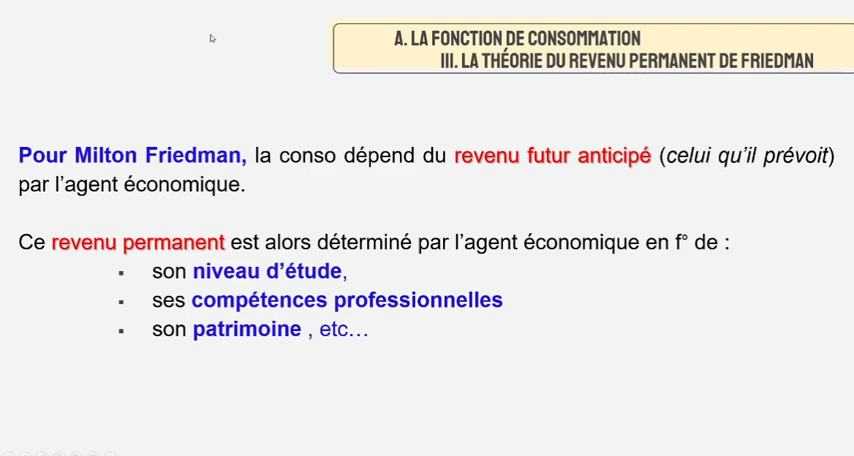 A. LA FONCTION DE CONSOMMATION
III. LA THÉORIE DU REVENU PERMANENT DE FRIEDMAN
Pour Milton Friedman, la conso dépend du revenu futur anticipé (celui qu’il prévoit)
par l’agent économique.
Ce revenu permanent est alors déterminé par l’agent économique en f° de :
▪ son niveau d’étude,
▪ ses compétences professionnelles
▪ son patrimoine , etc…